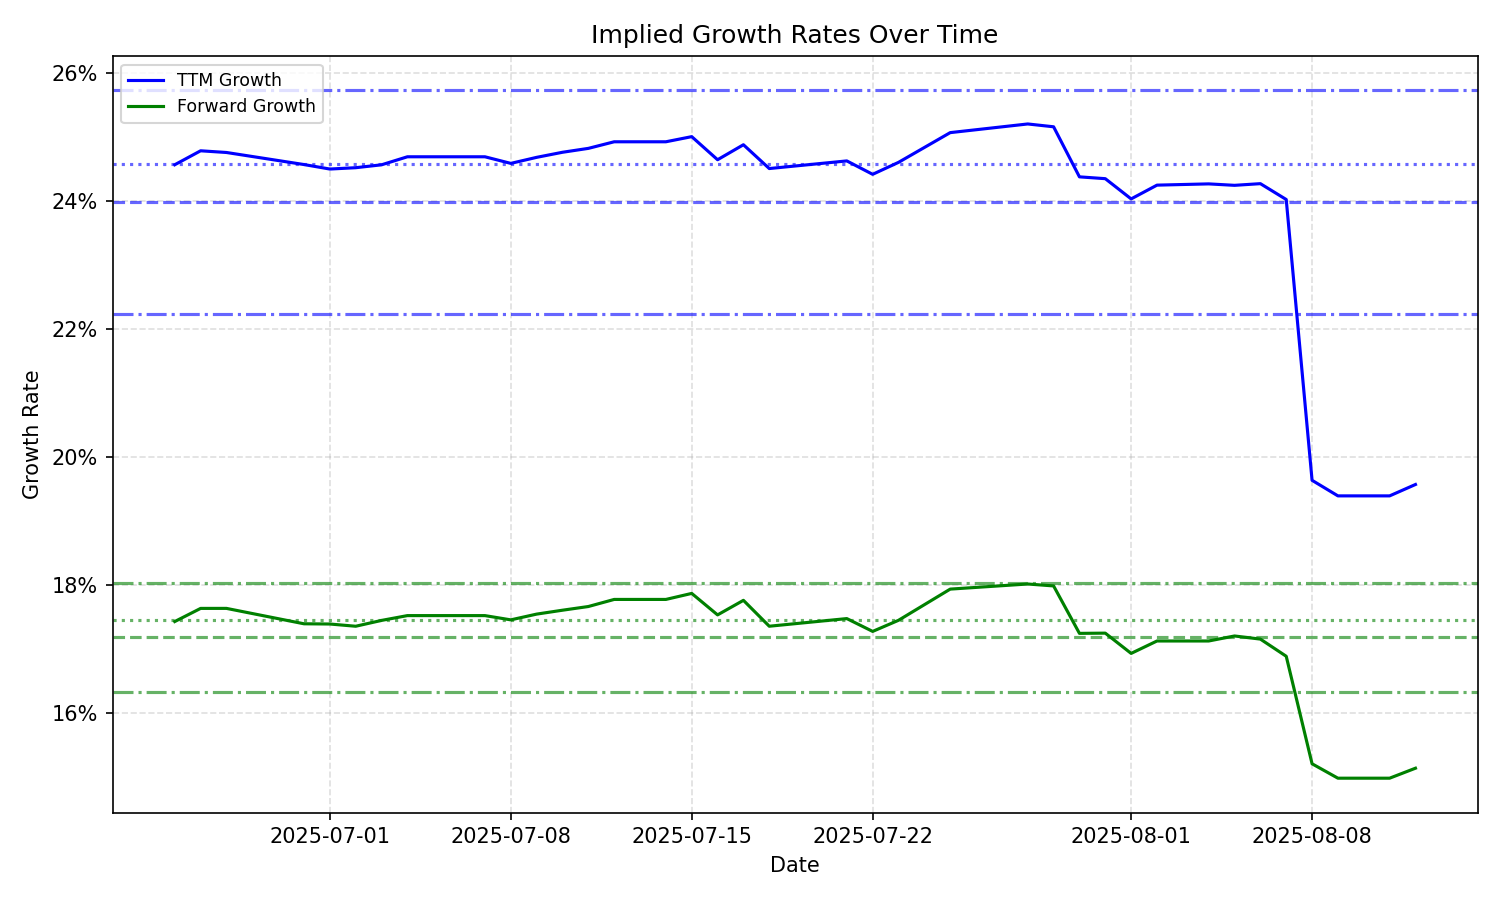 Implied Growth Rates Over Time
TTM Growth
Forward Growth
26%
24%
22%
20%
18%
16%
Growth Rate
2025-07-01
2025-07-08
2025-07-15
2025-07-22
2025-08-01
2025-08-08
Date